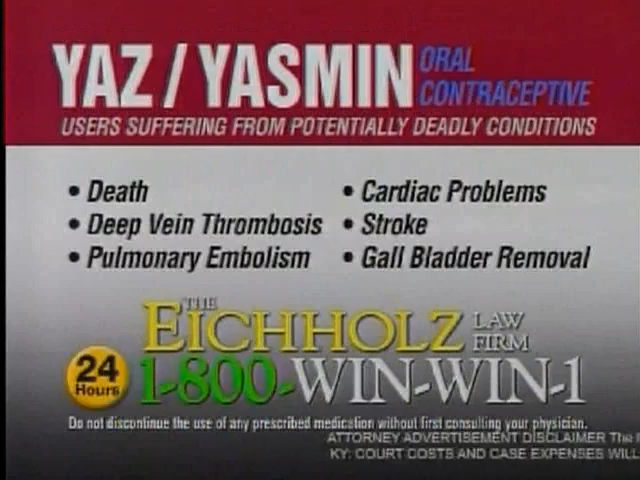 YAZ / YASMIN ORAL CONTRACEPTIVE
USERS SUFFERING FROM POTENTIALLY DEADLY CONDITIONS
• Death
• Deep Vein Thrombosis
• Pulmonary Embolism
• Cardiac Problems
• Stroke
• Gall Bladder Removal
THE
EICHHOLZ LAW FIRM
24 Hours
1-800-WIN-WIN-1
Do not discontinue the use of any prescribed medication without first consulting your physician.
ATTORNEY ADVERTISEMENT DISCLAIMER The
KY: COURT COSTS AND CASE EXPENSES WILL